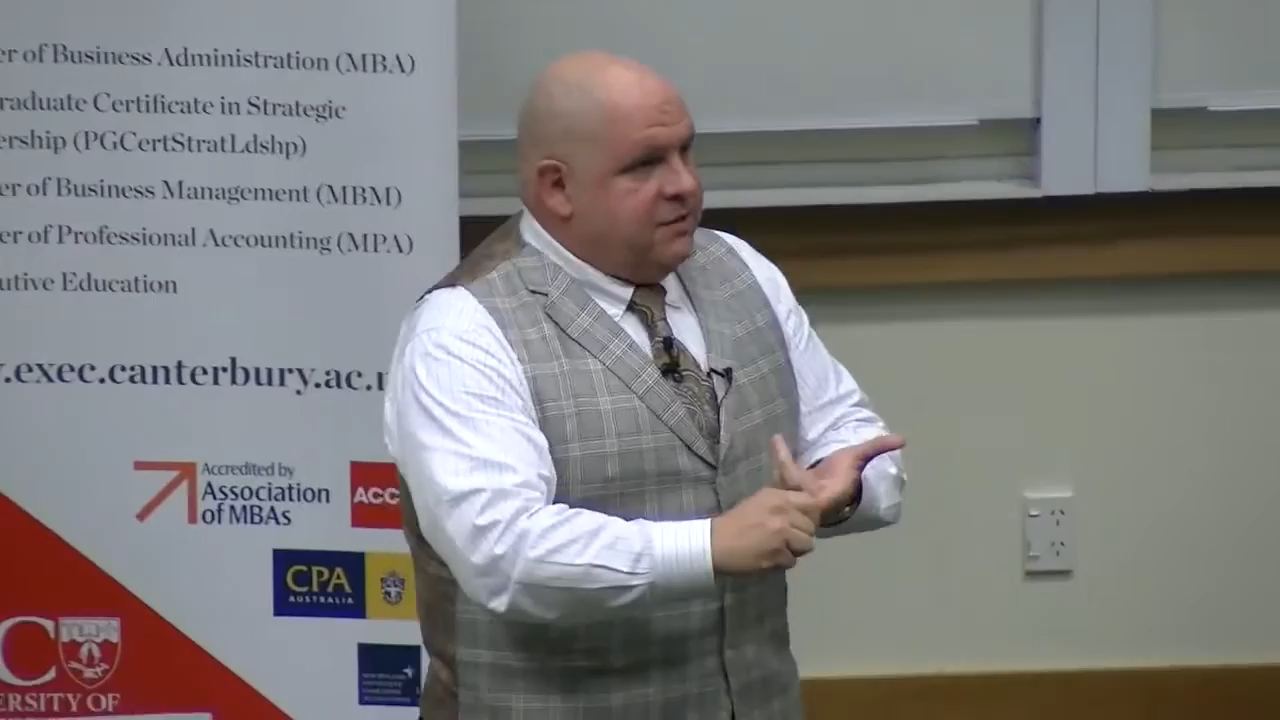 er of Business Administration (MBA)
raduate Certificate in Strategic
ership (PGCertStratLdshp)
er of Business Management (MBM)
er of Professional Accounting (MPA)
utive Education
.exec.canterbury.ac.n
Accredited by
Association
of MBAs
ACC
CPA
AUSTRALIA
C
ERSITY OF